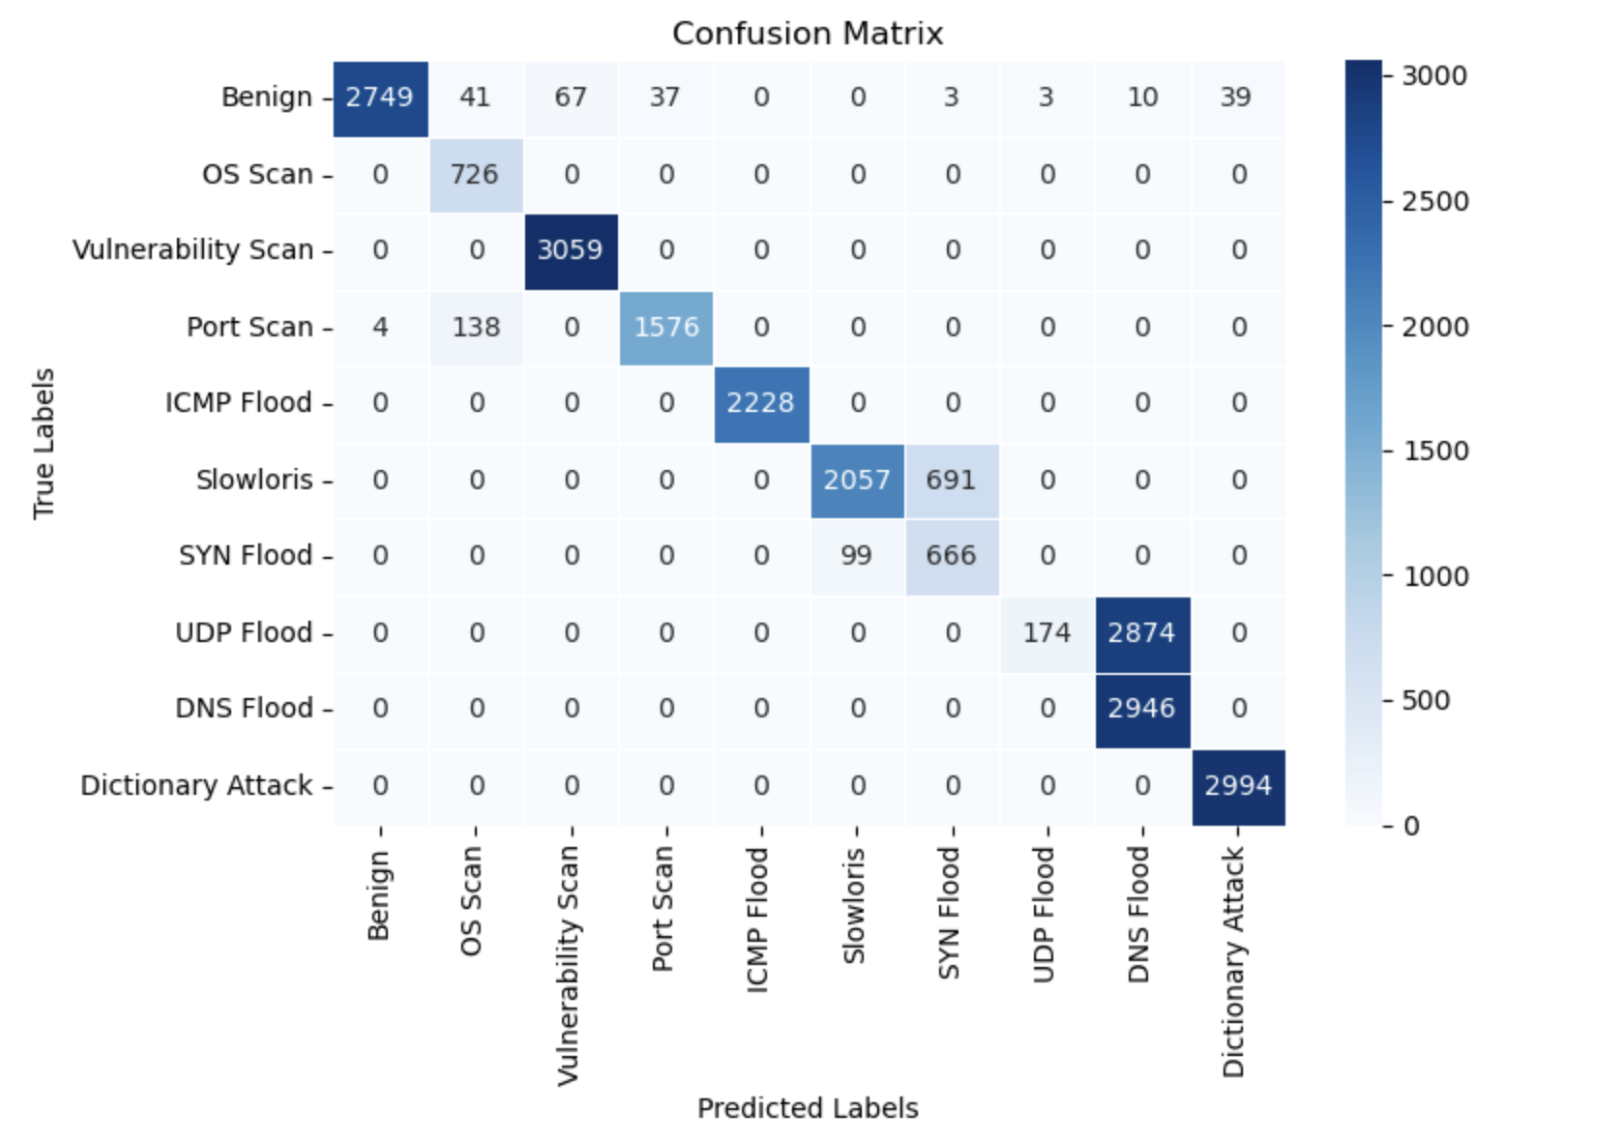 Confusion Matrix
True Labels
Benign 2749 41 67 37 0 0 3 3 10 39
OS Scan 0 726 0 0 0 0 0 0 0 0
Vulnerability Scan 0 0 3059 0 0 0 0 0 0 0
Port Scan 4 138 0 1576 0 0 0 0 0 0
ICMP Flood 0 0 0 0 2228 0 0 0 0 0
Slowloris 0 0 0 0 0 2057 691 0 0 0
SYN Flood 0 0 0 0 0 99 666 0 0 0
UDP Flood 0 0 0 0 0 0 0 174 2874 0
DNS Flood 0 0 0 0 0 0 0 0 2946 0
Dictionary Attack 0 0 0 0 0 0 0 0 0 2994
Benign
OS Scan
Vulnerability Scan
Port Scan
ICMP Flood
Slowloris
SYN Flood
UDP Flood
DNS Flood
Dictionary Attack
Predicted Labels
3000
2500
2000
1500
1000
500
0